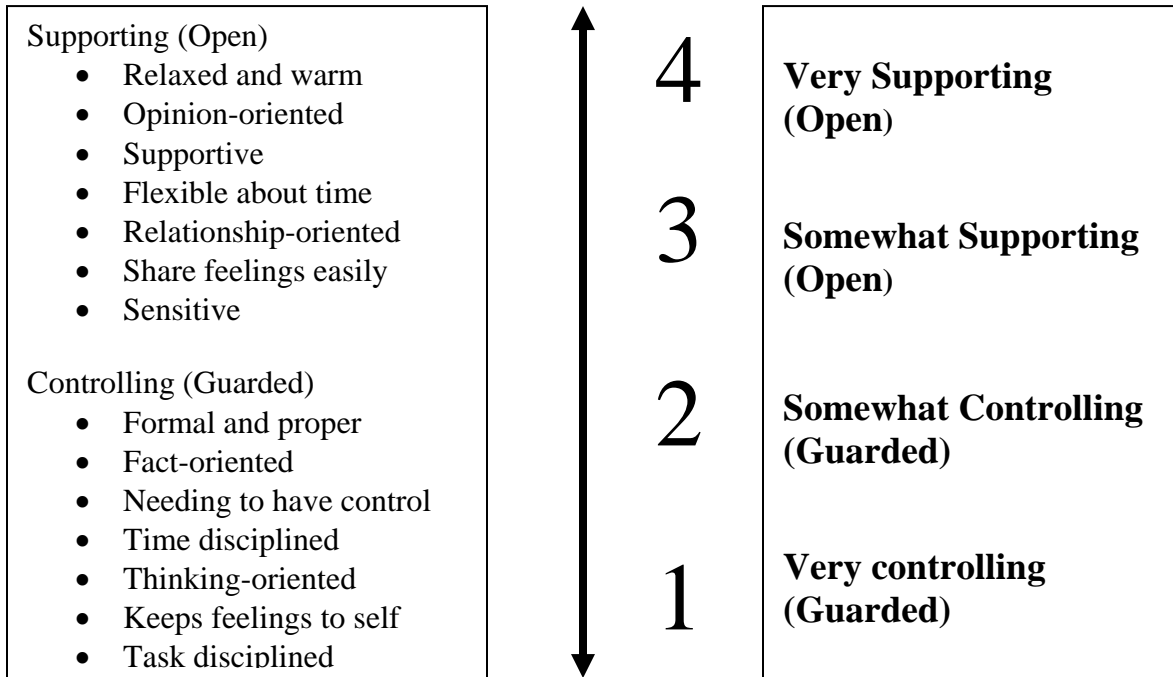 Supporting (Open)
• Relaxed and warm
• Opinion-oriented
• Supportive
• Flexible about time
• Relationship-oriented
• Share feelings easily
• Sensitive
Controlling (Guarded)
• Formal and proper
• Fact-oriented
• Needing to have control
• Time disciplined
• Thinking-oriented
• Keeps feelings to self
• Task disciplined
4
3
2
1
Very Supporting
(Open)
Somewhat Supporting
(Open)
Somewhat Controlling
(Guarded)
Very controlling
(Guarded)